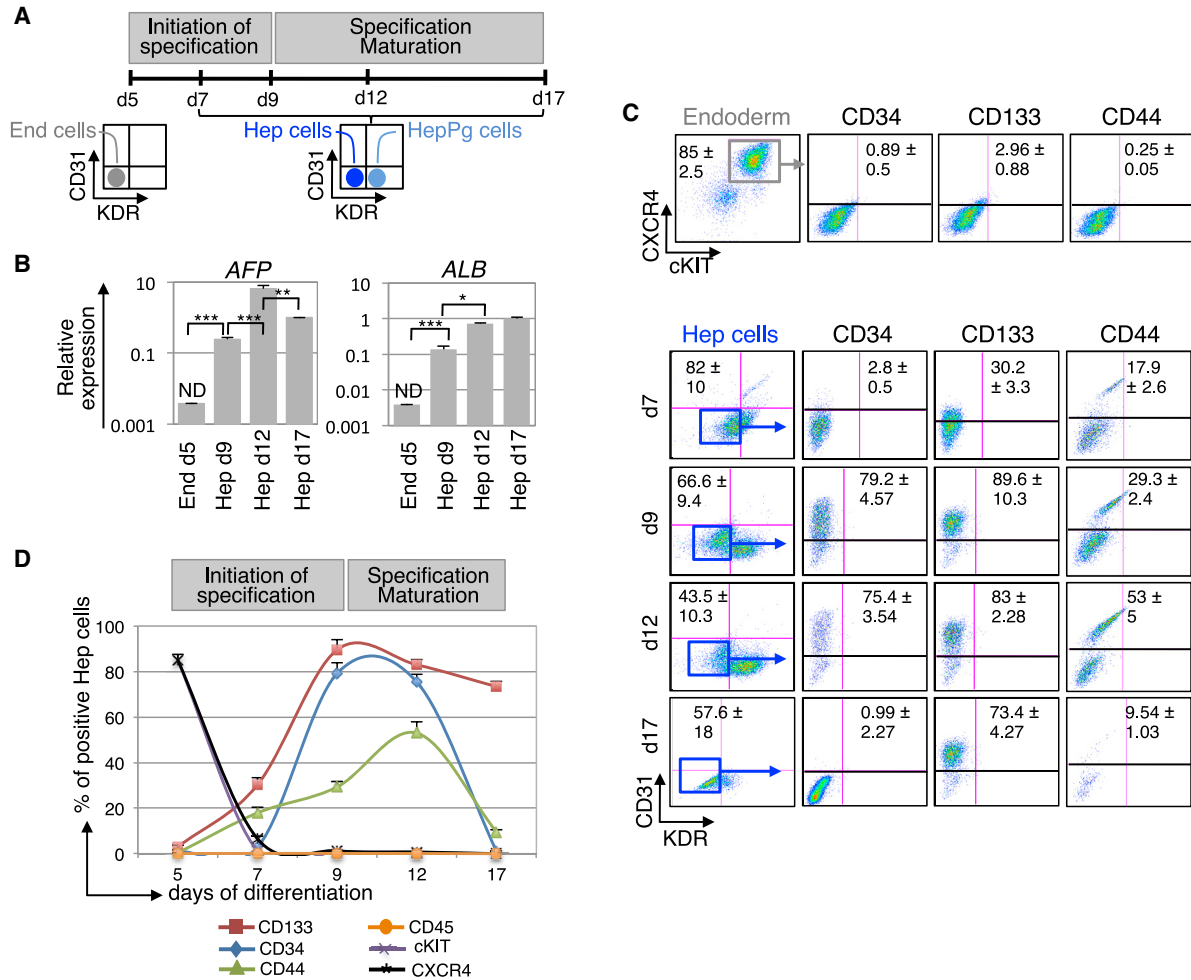 A
Initiation of
specification
Specification
Maturation
d5
d7
d9
d12
d17
End cells
Hep cells
HepPg cells
CD31
KDR
CD31
KDR
B
AFP
ALB
Relative
expression
10
0.1
0.001
ND
***
***
**
End d5
Hep d9
Hep d12
Hep d17
10
1
0.1
0.01
0.001
ND
***
*
End d5
Hep d9
Hep d12
Hep d17
C
Endoderm
CD34
CD133
CD44
85 ±
2.5
0.89 ±
0.5
2.96 ±
0.88
0.25 ±
0.05
CXCR4
cKIT
Hep cells
CD34
CD133
CD44
d7
82 ±
10
2.8 ±
0.5
30.2
± 3.3
17.9
± 2.6
d9
66.6 ±
9.4
79.2 ±
4.57
89.6 ±
10.3
29.3 ±
2.4
d12
43.5 ±
10.3
75.4 ±
3.54
83 ±
2.28
53 ±
5
d17
57.6 ±
18
0.99 ±
2.27
73.4 ±
4.27
9.54 ±
1.03
CD31
KDR
D
Initiation of
specification
Specification
Maturation
% of positive Hep cells
100
80
60
40
20
0
5
7
9
12
17
days of differentiation
CD133
CD34
CD44
CD45
cKIT
CXCR4